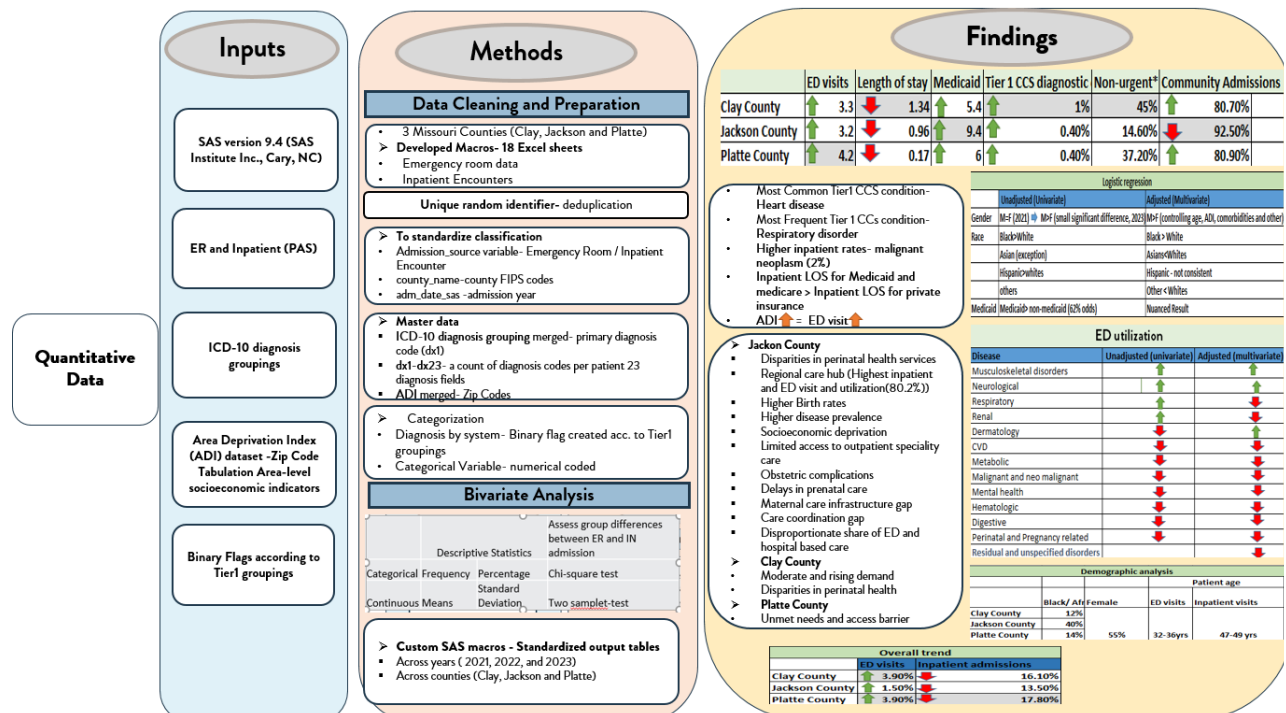 Quantitative
Data
Inputs
SAS version 9.4 (SAS
Institute Inc., Cary, NC)
ER and Inpatient (PAS)
ICD-10 diagnosis
groupings
Area Deprivation Index
(ADI) dataset -Zip Code
Tabulation Area-level
socioeconomic indicators
Binary Flags according to
Tier1 groupings
Methods
Data Cleaning and Preparation
• 3 Missouri Counties (Clay, Jackson and Platte)
➤ Developed Macros- 18 Excel sheets
• Emergency room data
• Inpatient Encounters
Unique random identifier- deduplication
➤ To standardize classification
• Admission_source variable- Emergency Room / Inpatient
Encounter
• county_name-county FIPS codes
• adm_date_sas -admission year
➤ Master data
• ICD-10 diagnosis grouping merged- primary diagnosis
code (dx1)
• dx1-dx23- a count of diagnosis codes per patient 23
diagnosis fields
• ADI merged- Zip Codes
➤ Categorization
• Diagnosis by system- Binary flag created acc. to Tier1
groupings
• Categorical Variable- numerical coded
Bivariate Analysis
Descriptive Statistics Assess group differences
between ER and IN
admission
Categorical Frequency Percentage Chi-square test
Continuous Means Standard
Deviation Two samplet-test
➤ Custom SAS macros - Standardized output tables
▪ Across years ( 2021, 2022, and 2023)
▪ Across counties (Clay, Jackson and Platte)
Findings
ED visits Length of stay Medicaid Tier 1 CCS diagnostic Non-urgent* Community Admissions
Clay County 3.3 1.34 5.4 1% 45% 80.70%
Jackson County 3.2 0.96 9.4 0.40% 14.60% 92.50%
Platte County 4.2 0.17 6 0.40% 37.20% 80.90%
• Most Common Tier1 CCS condition-
Heart disease
• Most Frequent Tier 1 CCs condition-
Respiratory disorder
• Higher inpatient rates- malignant
neoplasm (2%)
• Inpatient LOS for Medicaid and
medicare > Inpatient LOS for private
insurance
• ADI = ED visit
➤ Jackon County
▪ Disparities in perinatal health services
▪ Regional care hub (Highest inpatient
and ED visit and utilization(80.2%))
▪ Higher Birth rates
▪ Higher disease prevalence
▪ Socioeconomic deprivation
▪ Limited access to outpatient speciality
care
▪ Obstetric complications
▪ Delays in prenatal care
▪ Maternal care infrastructure gap
▪ Care coordination gap
▪ Disproportionate share of ED and
hospital based care
➤ Clay County
▪ Moderate and rising demand
▪ Disparities in perinatal health
➤ Platte County
▪ Unmet needs and access barrier
Logistic regression
Unadjusted (Univariate) Adjusted (Multivariate)
Gender M=F (2021) M>F (small significant difference, 2023 M>F (controlling age, ADI, comorbidities and other)
Race Black>White Black > White
Asian (exception) Asians<Whites
Hispanic>whites Hispanic - not consistent
others Other < Whites
Medicaid Medicaid> non-medicaid (62% odds) Nuanced Result
ED utilization
Disease Unadjusted (univariate) Adjusted (multivariate)
Musculoskeletal disorders
Neurological
Respiratory
Renal
Dermatology
CVD
Metabolic
Malignant and neo malignant
Mental health
Hematologic
Digestive
Perinatal and Pregnancy related
Residual and unspecified disorders
Demographic analysis
Patient age
Black/ Afr Female ED visits Inpatient visits
Clay County 12%
Jackson County 40%
Platte County 14% 55% 32-36yrs 47-49 yrs
Overall trend
ED visits Inpatient admissions
Clay County 3.90% 16.10%
Jackson County 1.50% 13.50%
Platte County 3.90% 17.80%